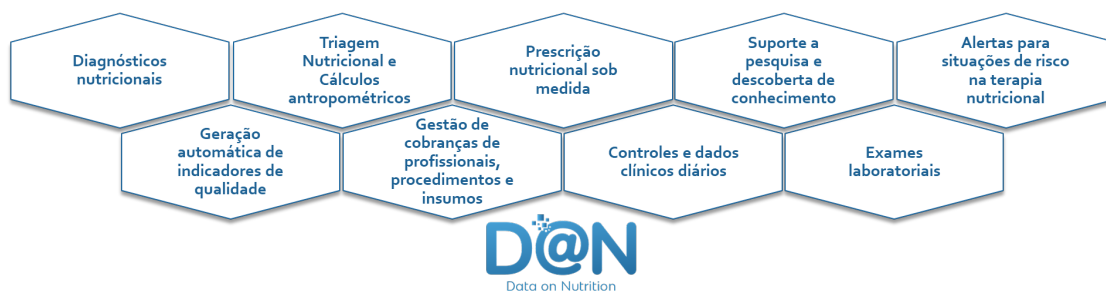 Diagnósticos
nutricionais
Triagem
Nutricional e
Cálculos
antropométricos
Prescrição
nutricional sob
medida
Suporte a
pesquisa e
descoberta de
conhecimento
Alertas para
situações de risco
na terapia
nutricional
Geração
automática de
indicadores de
qualidade
Gestão de
cobranças de
profissionais,
procedimentos e
insumos
Controles e dados
clínicos diários
Exames
laboratoriais
D@N
Data on Nutrition